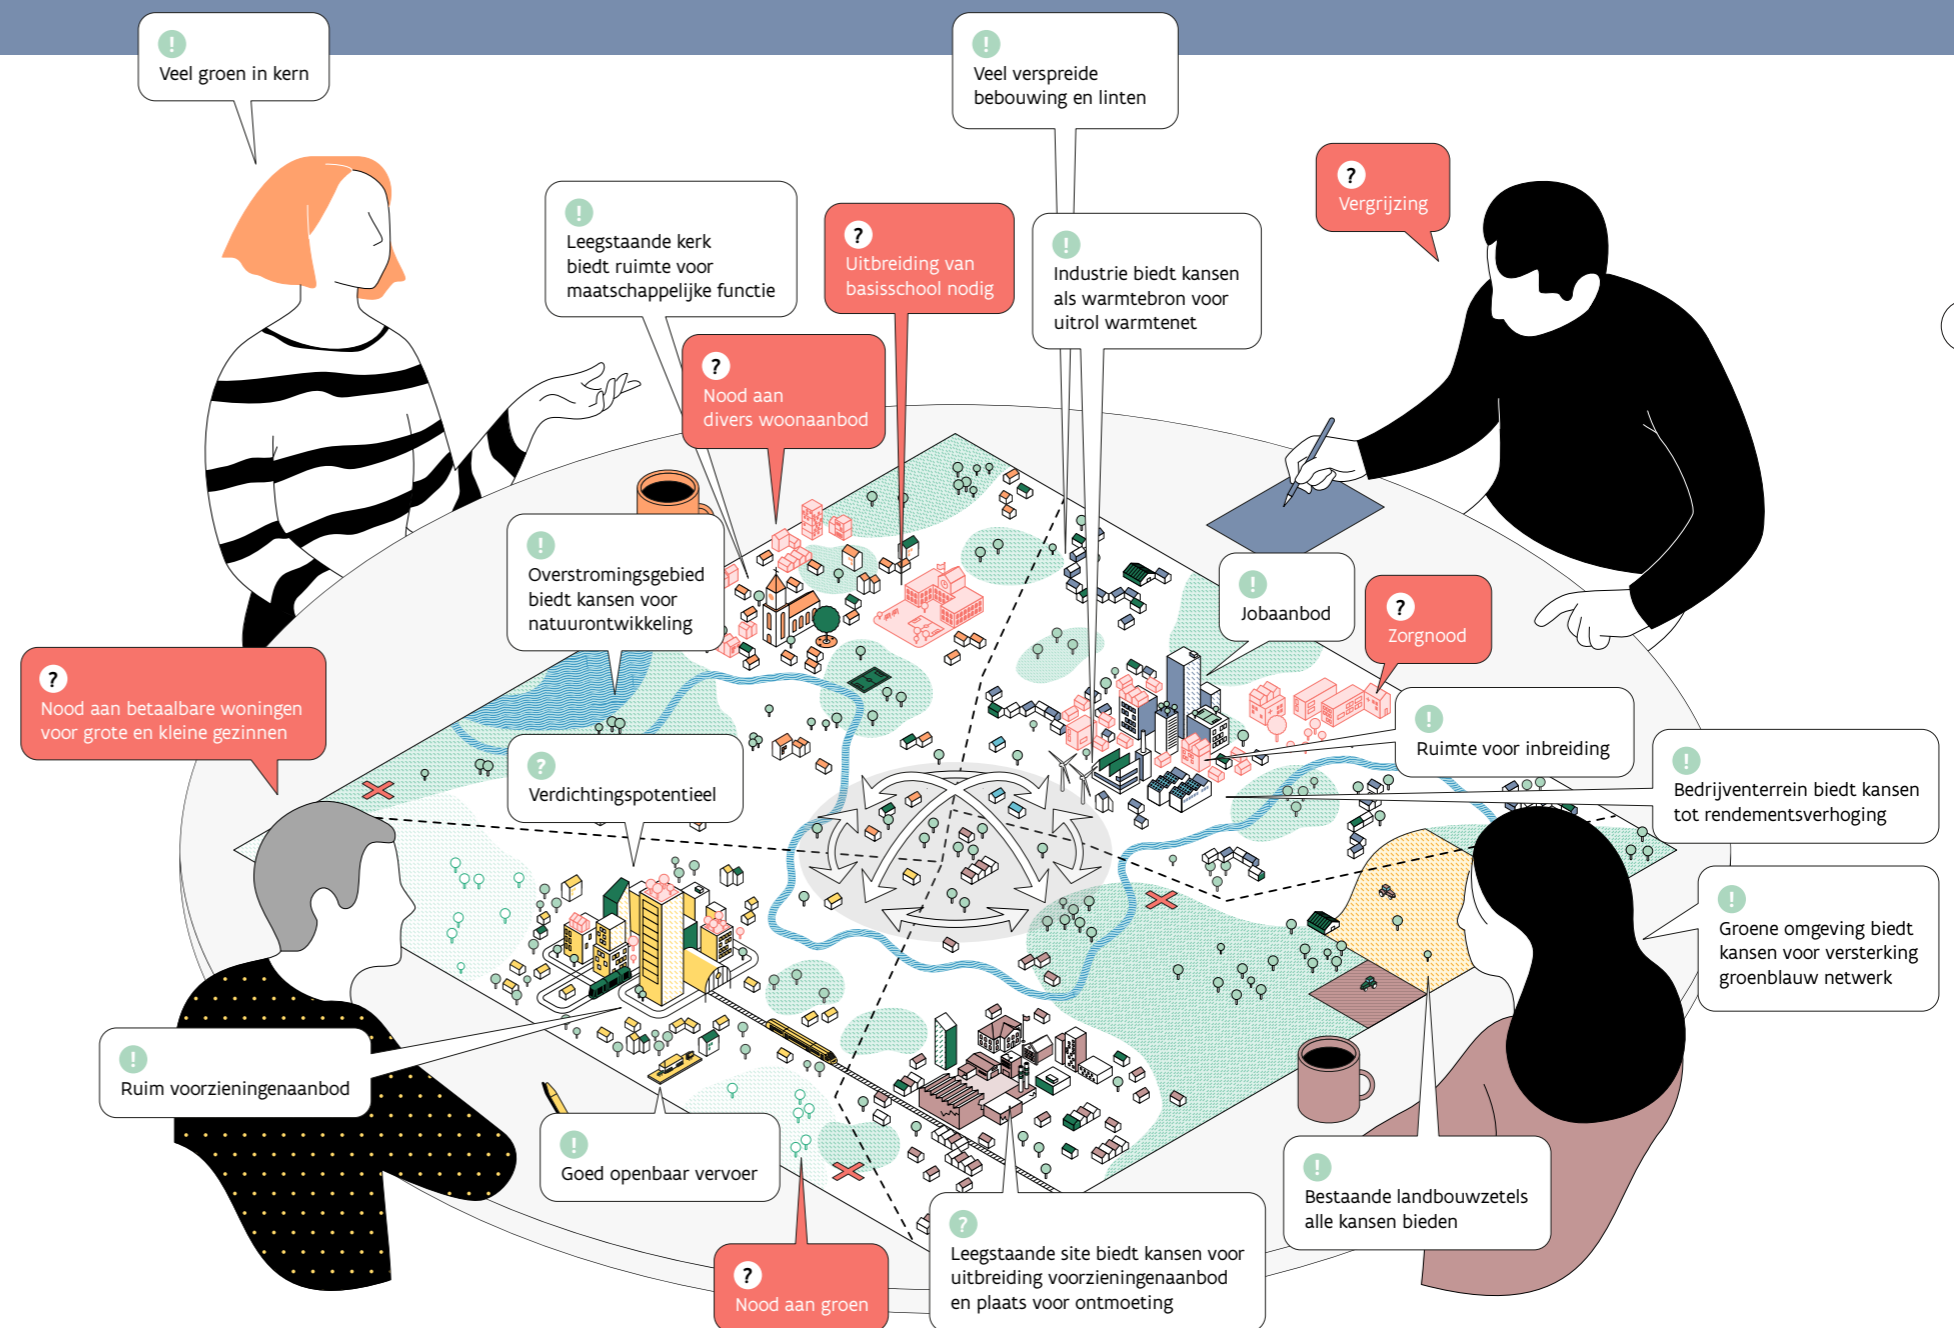 !
Veel groen in kern
!
Veel verspreide
bebouwing en linten
?
Vergrijzing
!
Leegstaande kerk
biedt ruimte voor
maatschappelijke functie
?
Uitbreiding van
basisschool nodig
!
Industrie biedt kansen
als warmtebron voor
uitrol warmtenet
?
Nood aan
divers woonaanbod
!
Overstromingsgebied
biedt kansen voor
natuurontwikkeling
!
Jobaanbod
?
Zorgnood
?
Nood aan betaalbare woningen
voor grote en kleine gezinnen
!
Ruimte voor inbreiding
?
Verdichtingspotentieel
!
Bedrijventerrein biedt kansen
tot rendementsverhoging
!
Groene omgeving biedt
kansen voor versterking
groenblauw netwerk
!
Ruim voorzieningenaanbod
!
Goed openbaar vervoer
!
Bestaande landbouwzetels
alle kansen bieden
?
Leegstaande site biedt kansen voor
uitbreiding voorzieningenaanbod
en plaats voor ontmoeting
?
Nood aan groen